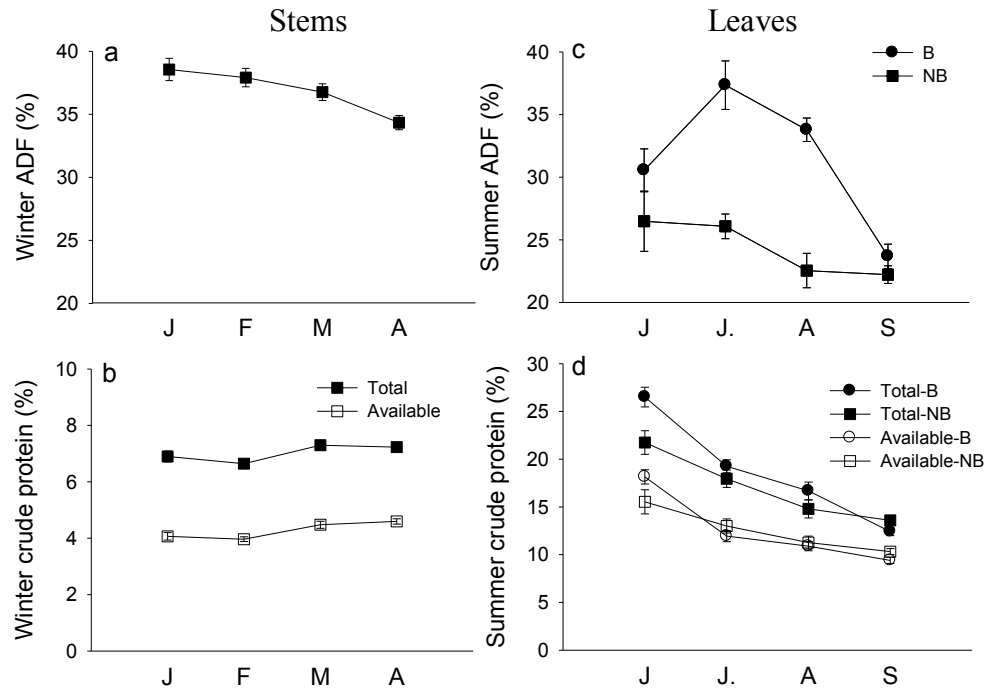 Stems
Leaves
a
Winter ADF (%)
40
35
30
25
20
J F M A
c
B
NB
Summer ADF (%)
40
35
30
25
20
J J. A S
b
Total
Available
Winter crude protein (%)
10
8
6
4
2
0
J F M A
d
Total-B
Total-NB
Available-B
Available-NB
Summer crude protein (%)
30
25
20
15
10
5
0
J J. A S